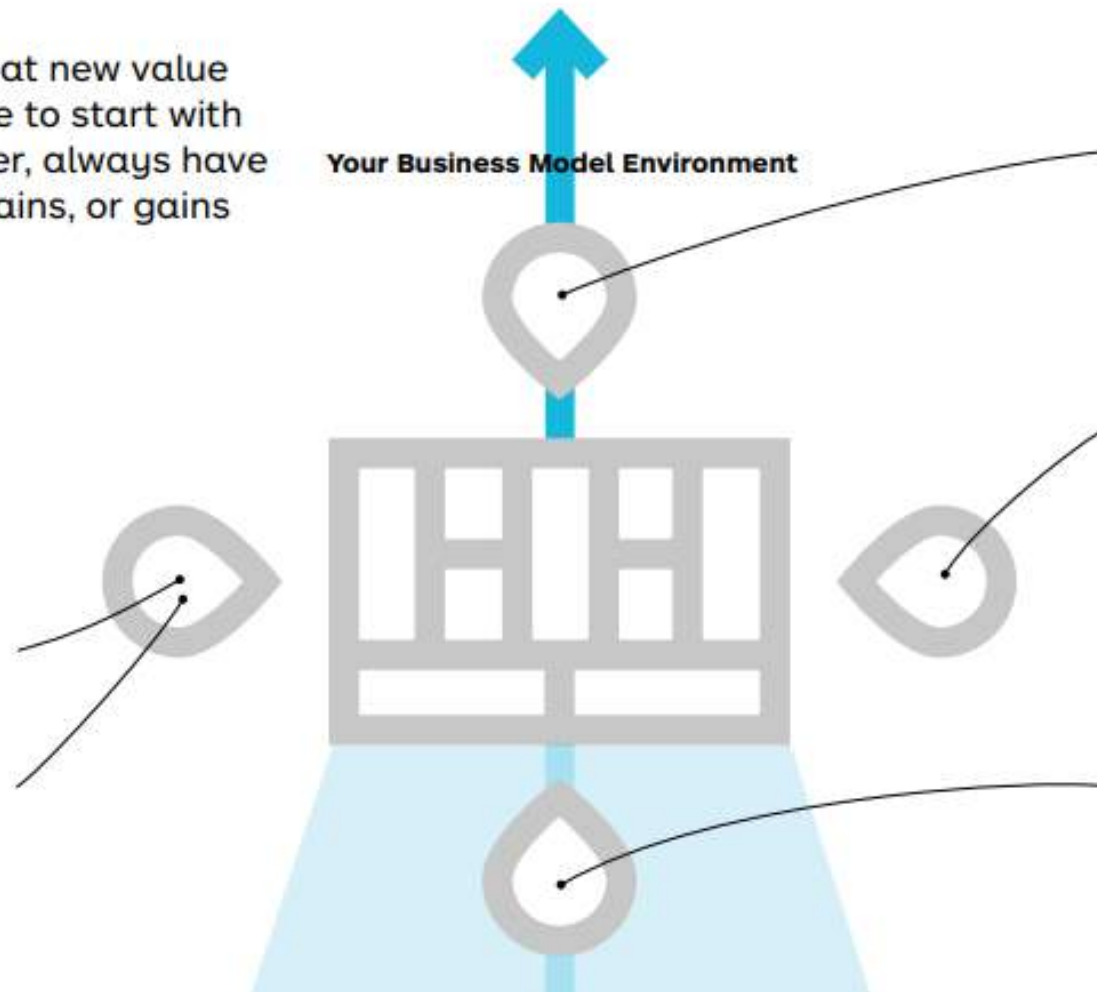 at new value
e to start with
er, always have
ains, or gains
Your Business Model Environment